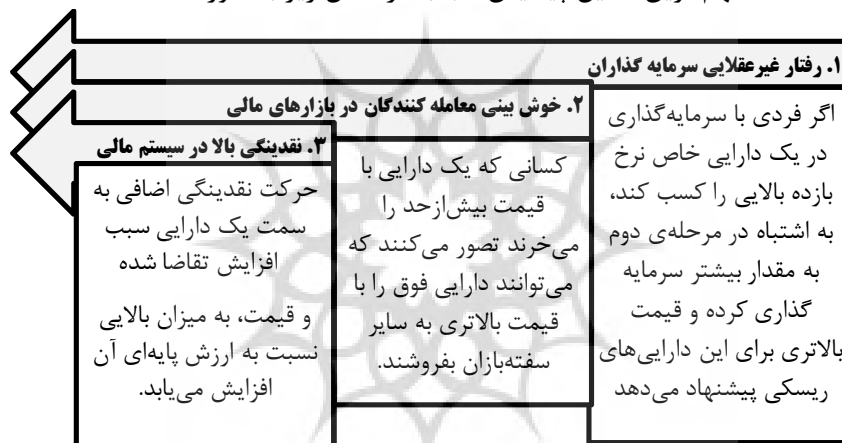 ۱. رفتار غیرعقلایی سرمایه گذاران
اگر فردی با سرمایه‌گذاری
در یک دارایی خاص نرخ
بازده بالایی را کسب کند،
به اشتباه در مرحله‌ی دوم
به مقدار بیشتر سرمایه
گذاری کرده و قیمت
بالاتری برای این دارایی‌های
ریسکی پیشنهاد می‌دهد
۲. خوش بینی معامله کنندگان در بازارهای مالی
کسانی که یک دارایی با
قیمت بیش‌ازحد را
می‌خرند تصور می‌کنند که
می‌توانند دارایی فوق را با
قیمت بالاتری به سایر
سفته‌بازان بفروشند.
۳. نقدینگی بالا در سیستم مالی
حرکت نقدینگی اضافی به
سمت یک دارایی سبب
افزایش تقاضا شده
و قیمت، به میزان بالایی
نسبت به ارزش پایه‌ای آن
افزایش می‌یابد.